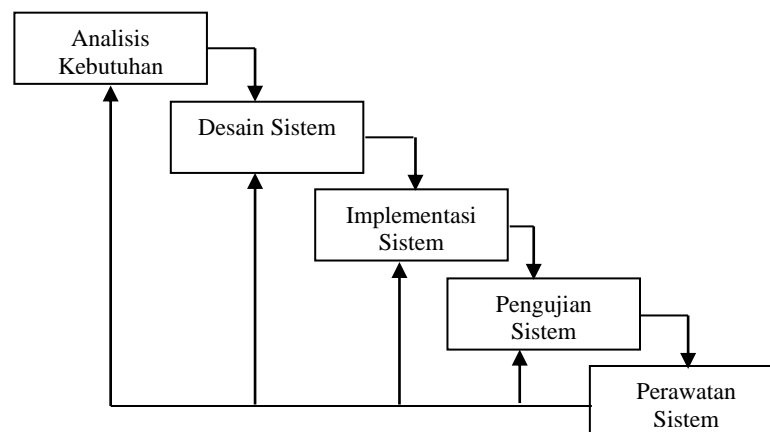 Analisis
Kebutuhan
Desain Sistem
Implementasi
Sistem
Pengujian
Sistem
Perawatan
Sistem